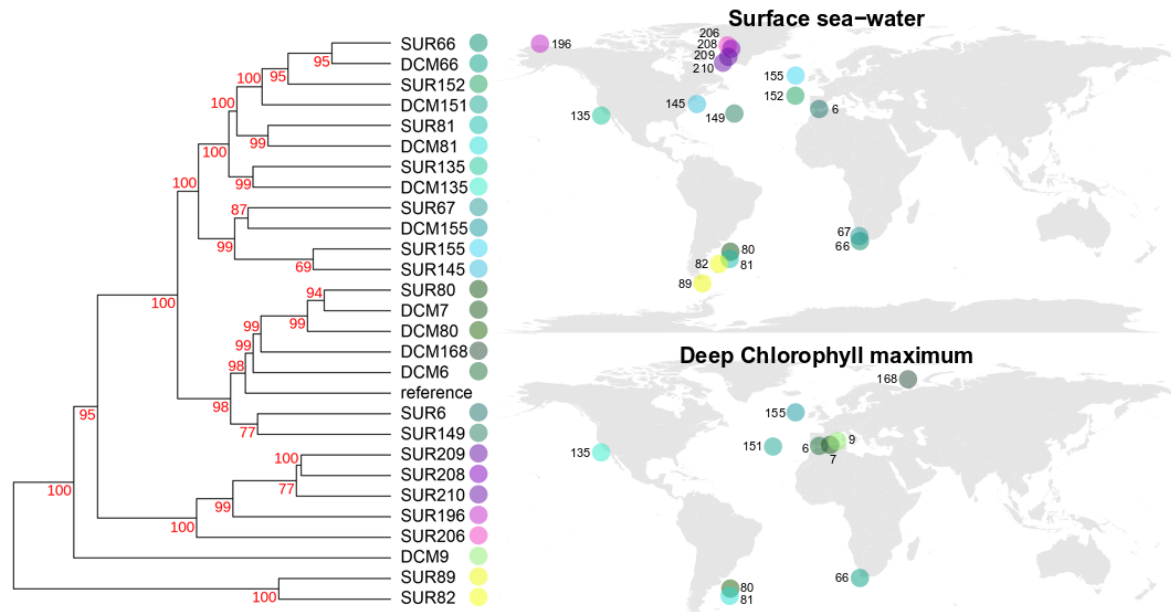 SUR66
DCM66
SUR152
DCM151
SUR81
DCM81
SUR135
DCM135
SUR67
DCM155
SUR155
SUR145
SUR80
DCM7
DCM80
DCM168
DCM6
reference
SUR6
SUR149
SUR209
SUR208
SUR210
SUR196
SUR206
DCM9
SUR89
SUR82
95
95
100
100
99
100
99
100
87
99
69
100
94
99
99
99
98
98
77
95
100
77
99
100
100
100
Surface sea-water
196
206
208
209
210
155
152
145
149
6
135
67
66
80
82
81
89
Deep Chlorophyll maximum
168
155
151
6
9
7
135
66
80
81